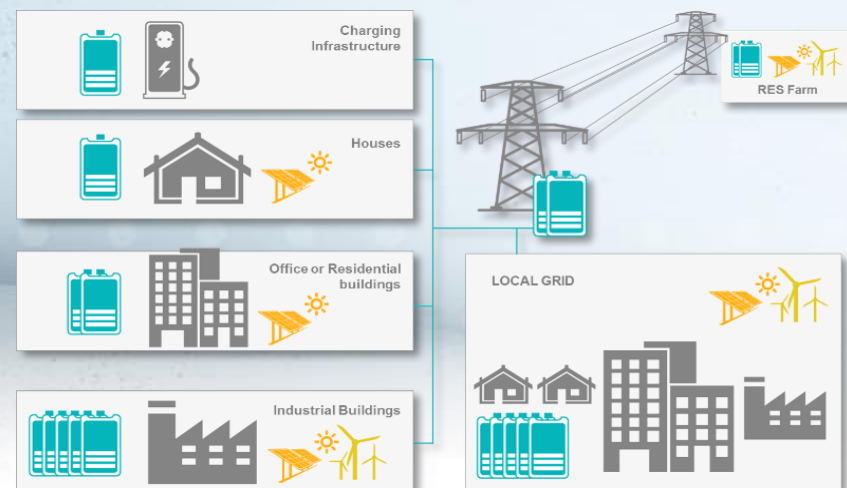 Charging
Infrastructure
Houses
Office or Residential
buildings
Industrial Buildings
RES Farm
LOCAL GRID